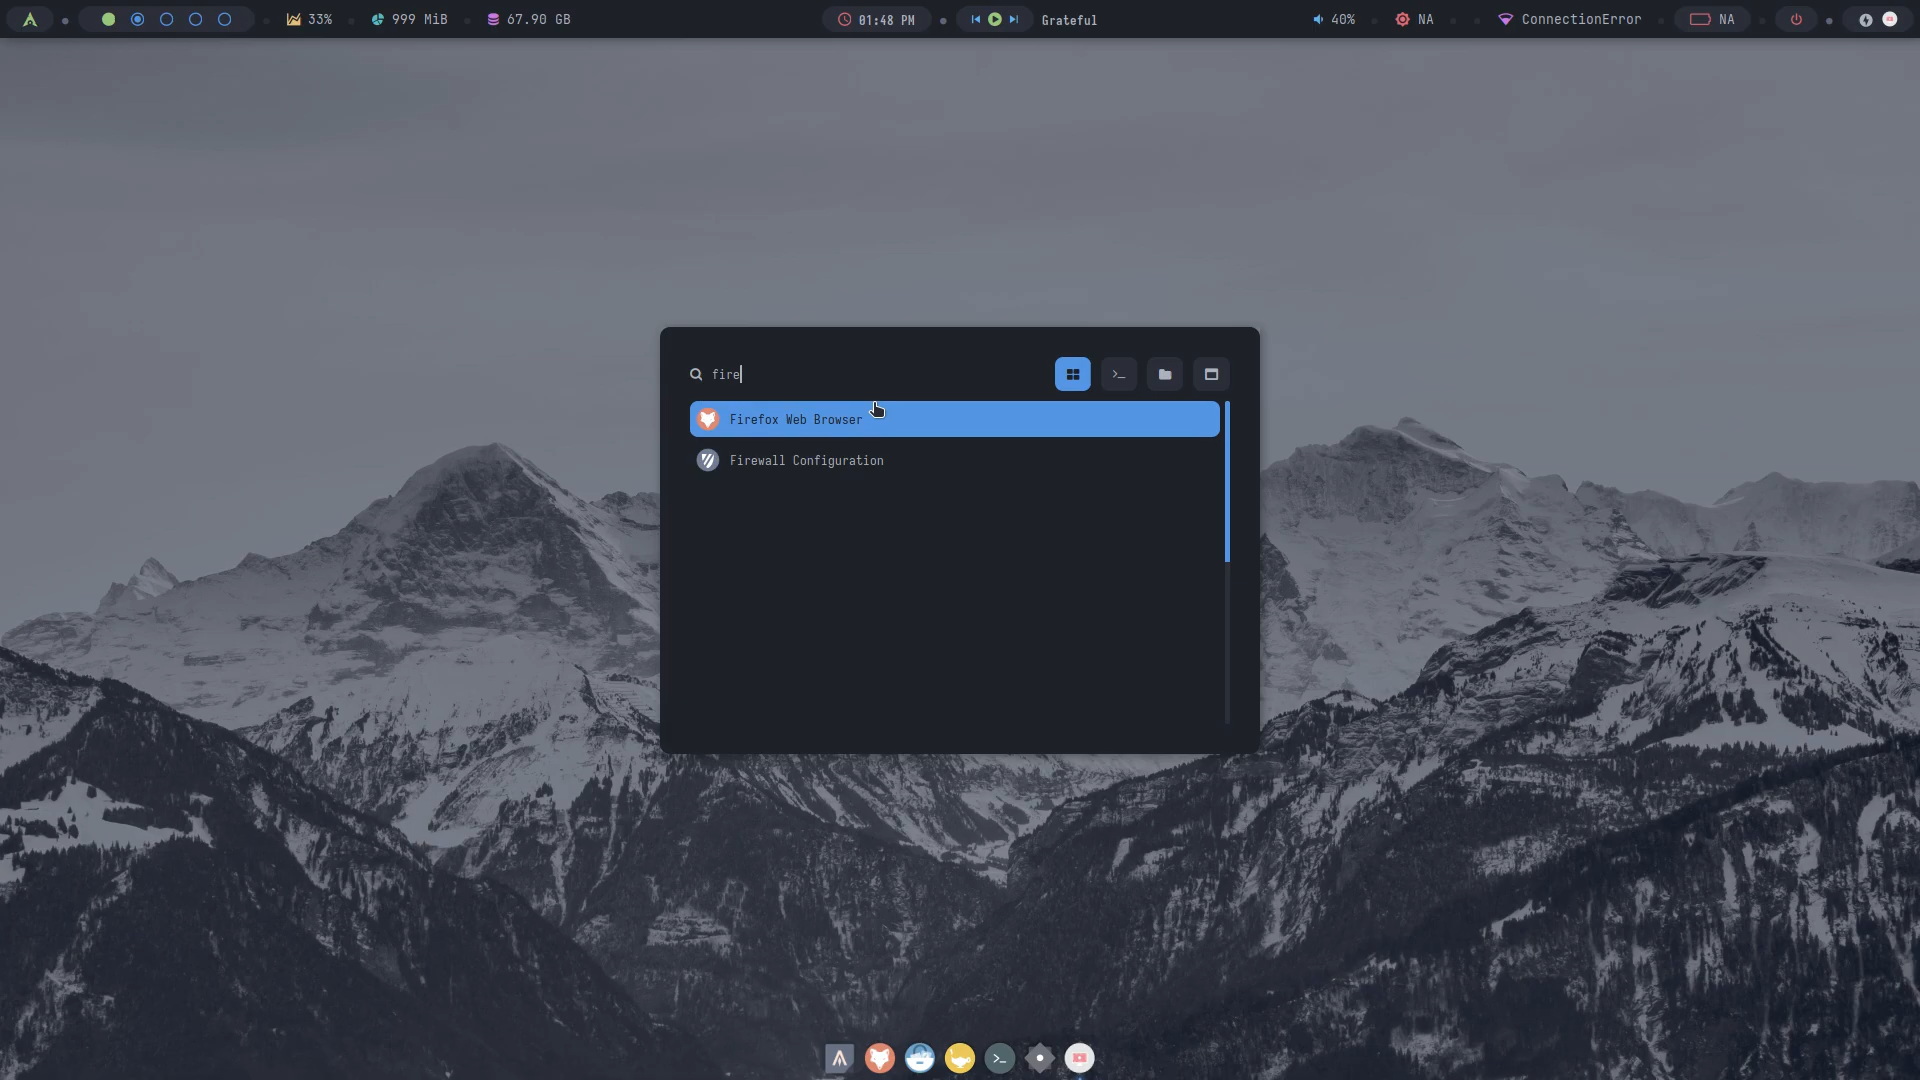 33% 999 MiB 67.90 GB 01:48 PM Grateful 40% NA ConnectionError NA
fire
Firefox Web Browser
Firewall Configuration